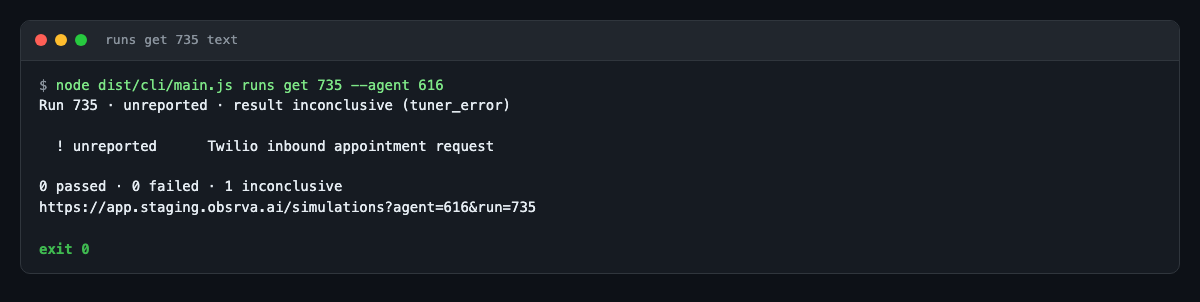 runs get 735 text
$ node dist/cli/main.js runs get 735 --agent 616
Run 735 · unreported · result inconclusive (tuner_error)
! unreported      Twilio inbound appointment request
0 passed · 0 failed · 1 inconclusive
https://app.staging.obsrva.ai/simulations?agent=616&run=735
exit 0